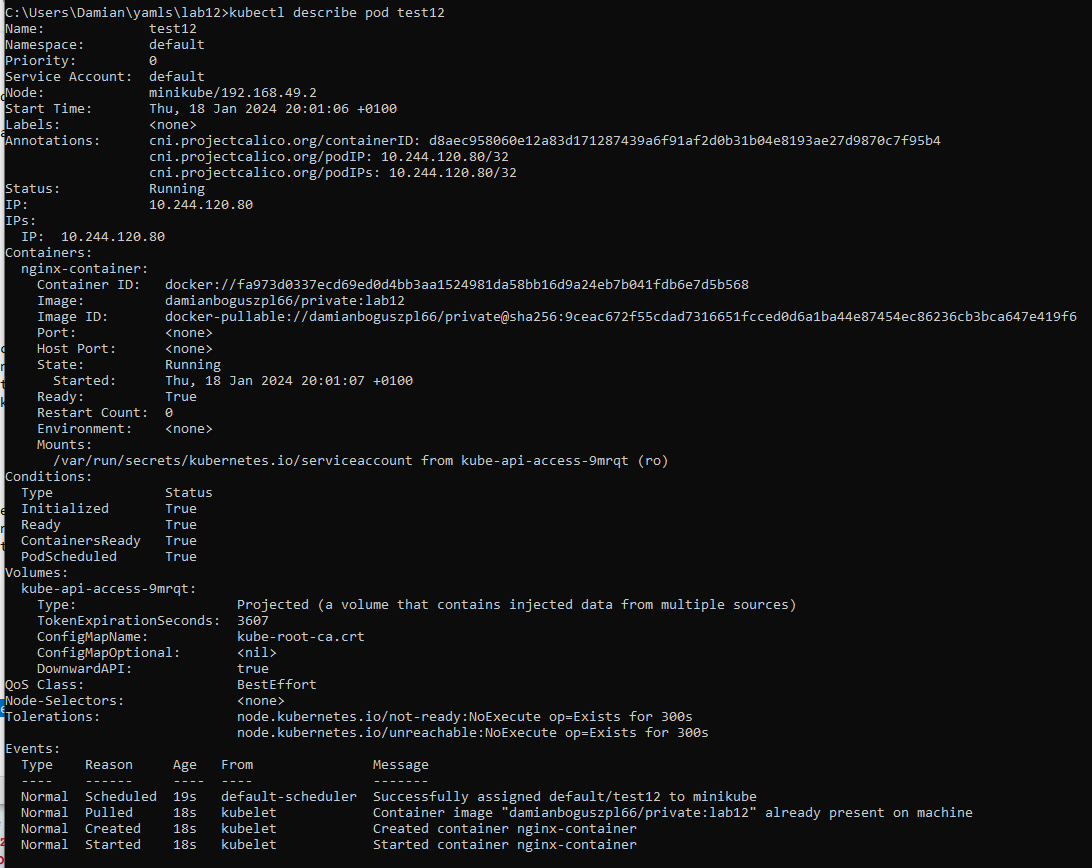 C:\Users\Damian\yamls\lab12>kubectl describe pod test12
Name:             test12
Namespace:        default
Priority:         0
Service Account:  default
Node:             minikube/192.168.49.2
Start Time:       Thu, 18 Jan 2024 20:01:06 +0100
Labels:           <none>
Annotations:      cni.projectcalico.org/containerID: d8aec958060e12a83d171287439a6f91af2d0b31b04e8193ae27d9870c7f95b4
                  cni.projectcalico.org/podIP: 10.244.120.80/32
                  cni.projectcalico.org/podIPs: 10.244.120.80/32
Status:           Running
IP:               10.244.120.80
IPs:
  IP:  10.244.120.80
Containers:
  nginx-container:
    Container ID:   docker://fa973d0337ecd69ed0d4bb3aa1524981da58bb16d9a24eb7b041fdb6e7d5b568
    Image:          damianboguszpl66/private:lab12
    Image ID:       docker-pullable://damianboguszpl66/private@sha256:9ceac672f55cdad7316651fcced0d6a1ba44e87454ec86236cb3bca647e419f6
    Port:           <none>
    Host Port:      <none>
    State:          Running
      Started:      Thu, 18 Jan 2024 20:01:07 +0100
    Ready:          True
    Restart Count:  0
    Environment:    <none>
    Mounts:
      /var/run/secrets/kubernetes.io/serviceaccount from kube-api-access-9mrqt (ro)
Conditions:
  Type              Status
  Initialized       True
  Ready             True
  ContainersReady   True
  PodScheduled      True
Volumes:
  kube-api-access-9mrqt:
    Type:                    Projected (a volume that contains injected data from multiple sources)
    TokenExpirationSeconds:  3607
    ConfigMapName:           kube-root-ca.crt
    ConfigMapOptional:       <nil>
    DownwardAPI:             true
QoS Class:                   BestEffort
Node-Selectors:              <none>
Tolerations:                 node.kubernetes.io/not-ready:NoExecute op=Exists for 300s
                             node.kubernetes.io/unreachable:NoExecute op=Exists for 300s
Events:
  Type    Reason     Age   From               Message
  ----    ------     ----  ----               -------
  Normal  Scheduled  19s   default-scheduler  Successfully assigned default/test12 to minikube
  Normal  Pulled     18s   kubelet            Container image "damianboguszpl66/private:lab12" already present on machine
  Normal  Created    18s   kubelet            Created container nginx-container
  Normal  Started    18s   kubelet            Started container nginx-container